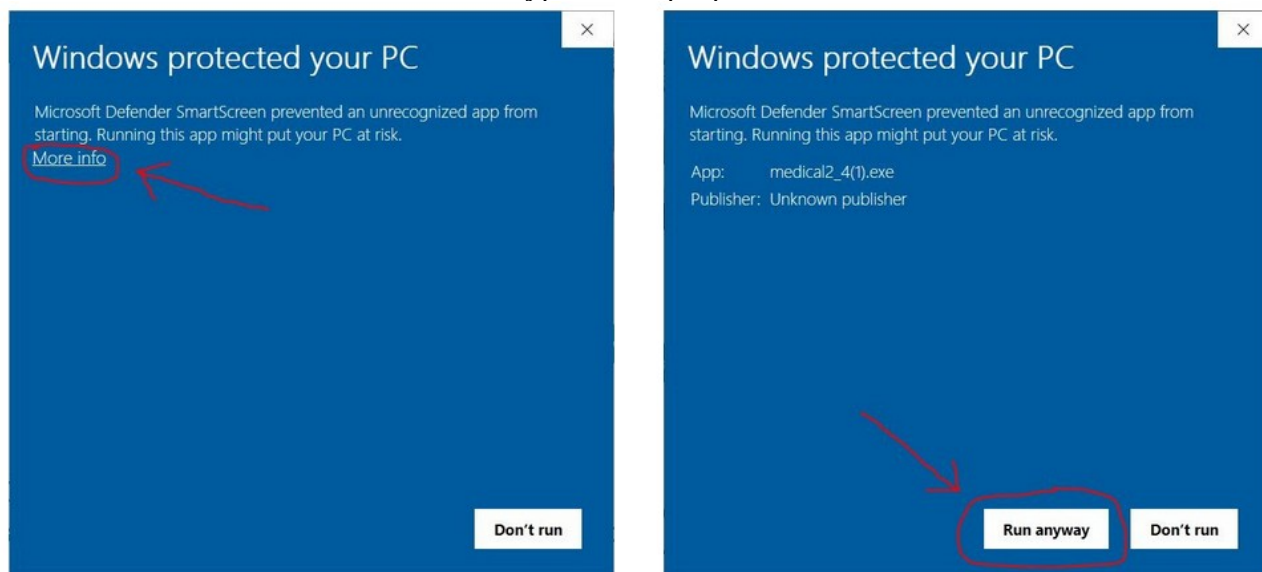 Windows protected your PC
Microsoft Defender SmartScreen prevented an unrecognized app from
starting. Running this app might put your PC at risk.
More info
Don't run
Windows protected your PC
Microsoft Defender SmartScreen prevented an unrecognized app from
starting. Running this app might put your PC at risk.
App: medical2_4(1).exe
Publisher: Unknown publisher
Run anyway Don't run